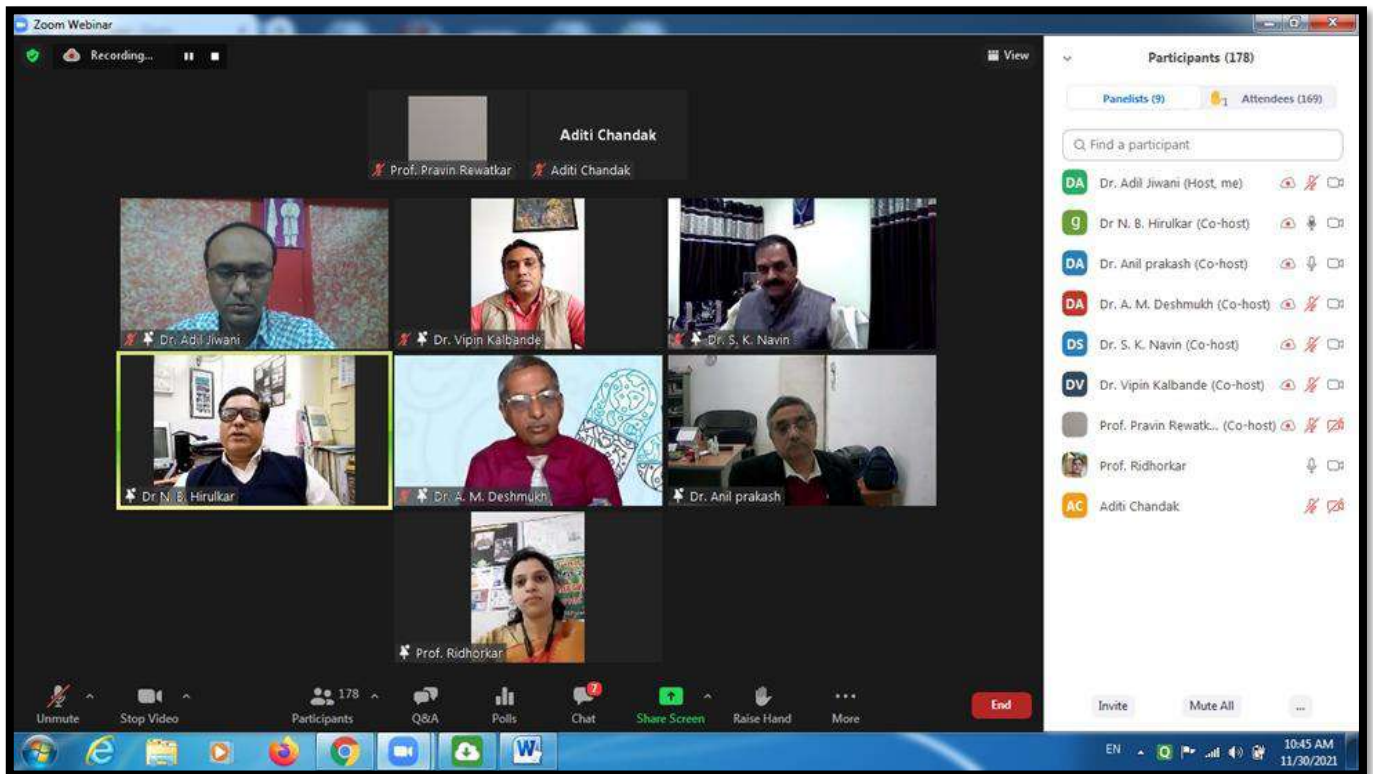 Zoom Webinar
Recording...
View
Aditi Chandak
Prof. Pravin Rewatkar
Aditi Chandak
Dr. Adil Jiwani
Dr. Vipin Kalbande
Dr. S. K. Navin
Dr N. B. Hirulkar
Dr. A. M. Deshmukh
Dr. Anil prakash
Prof. Ridhorkar
Unmute
Stop Video
178
Participants
Q&A
Polls
7
Chat
Share Screen
Raise Hand
More
End
Participants (178)
Panelists (9)
1
Attendees (169)
Find a participant
DA Dr. Adil Jiwani (Host, me)
g Dr N. B. Hirulkar (Co-host)
DA Dr. Anil prakash (Co-host)
DA Dr. A. M. Deshmukh (Co-host)
DS Dr. S. K. Navin (Co-host)
DV Dr. Vipin Kalbande (Co-host)
Prof. Pravin Rewatk... (Co-host)
Prof. Ridhorkar
AC Aditi Chandak
Invite
Mute All
...
W
EN
10:45 AM
11/30/2021